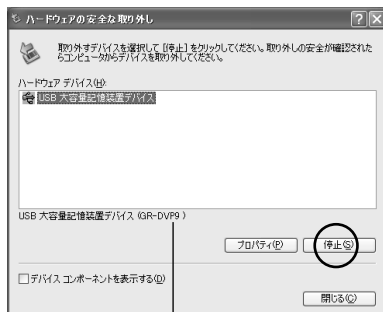 ハードウェアの安全な取り外し
取り外すデバイスを選択して [停止] をクリックしてください。取り外しの安全が確認された
らコンピュータからデバイスを取り外してください。
ハードウェア デバイス(H):
USB 大容量記憶装置デバイス
USB 大容量記憶装置デバイス (GR-DVP9 )
プロパティ(P)
停止(S)
デバイス コンポーネントを表示する(D)
閉じる(C)